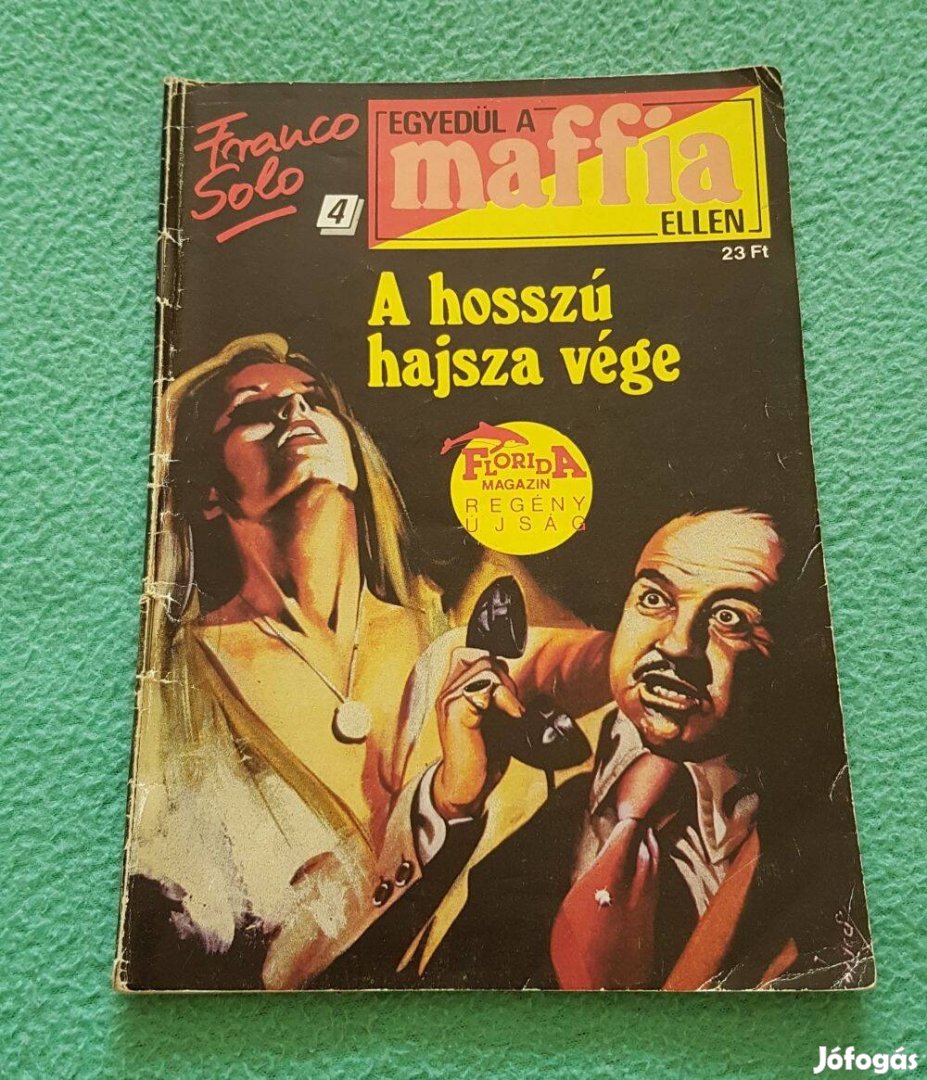 Franco
Solo
4
EGYEDÜL A
maffia
ELLEN
23 Ft
A hosszú
hajsza vége
FLORIDA
MAGAZIN
REGÉNY
ÚJSÁG
Jófogás